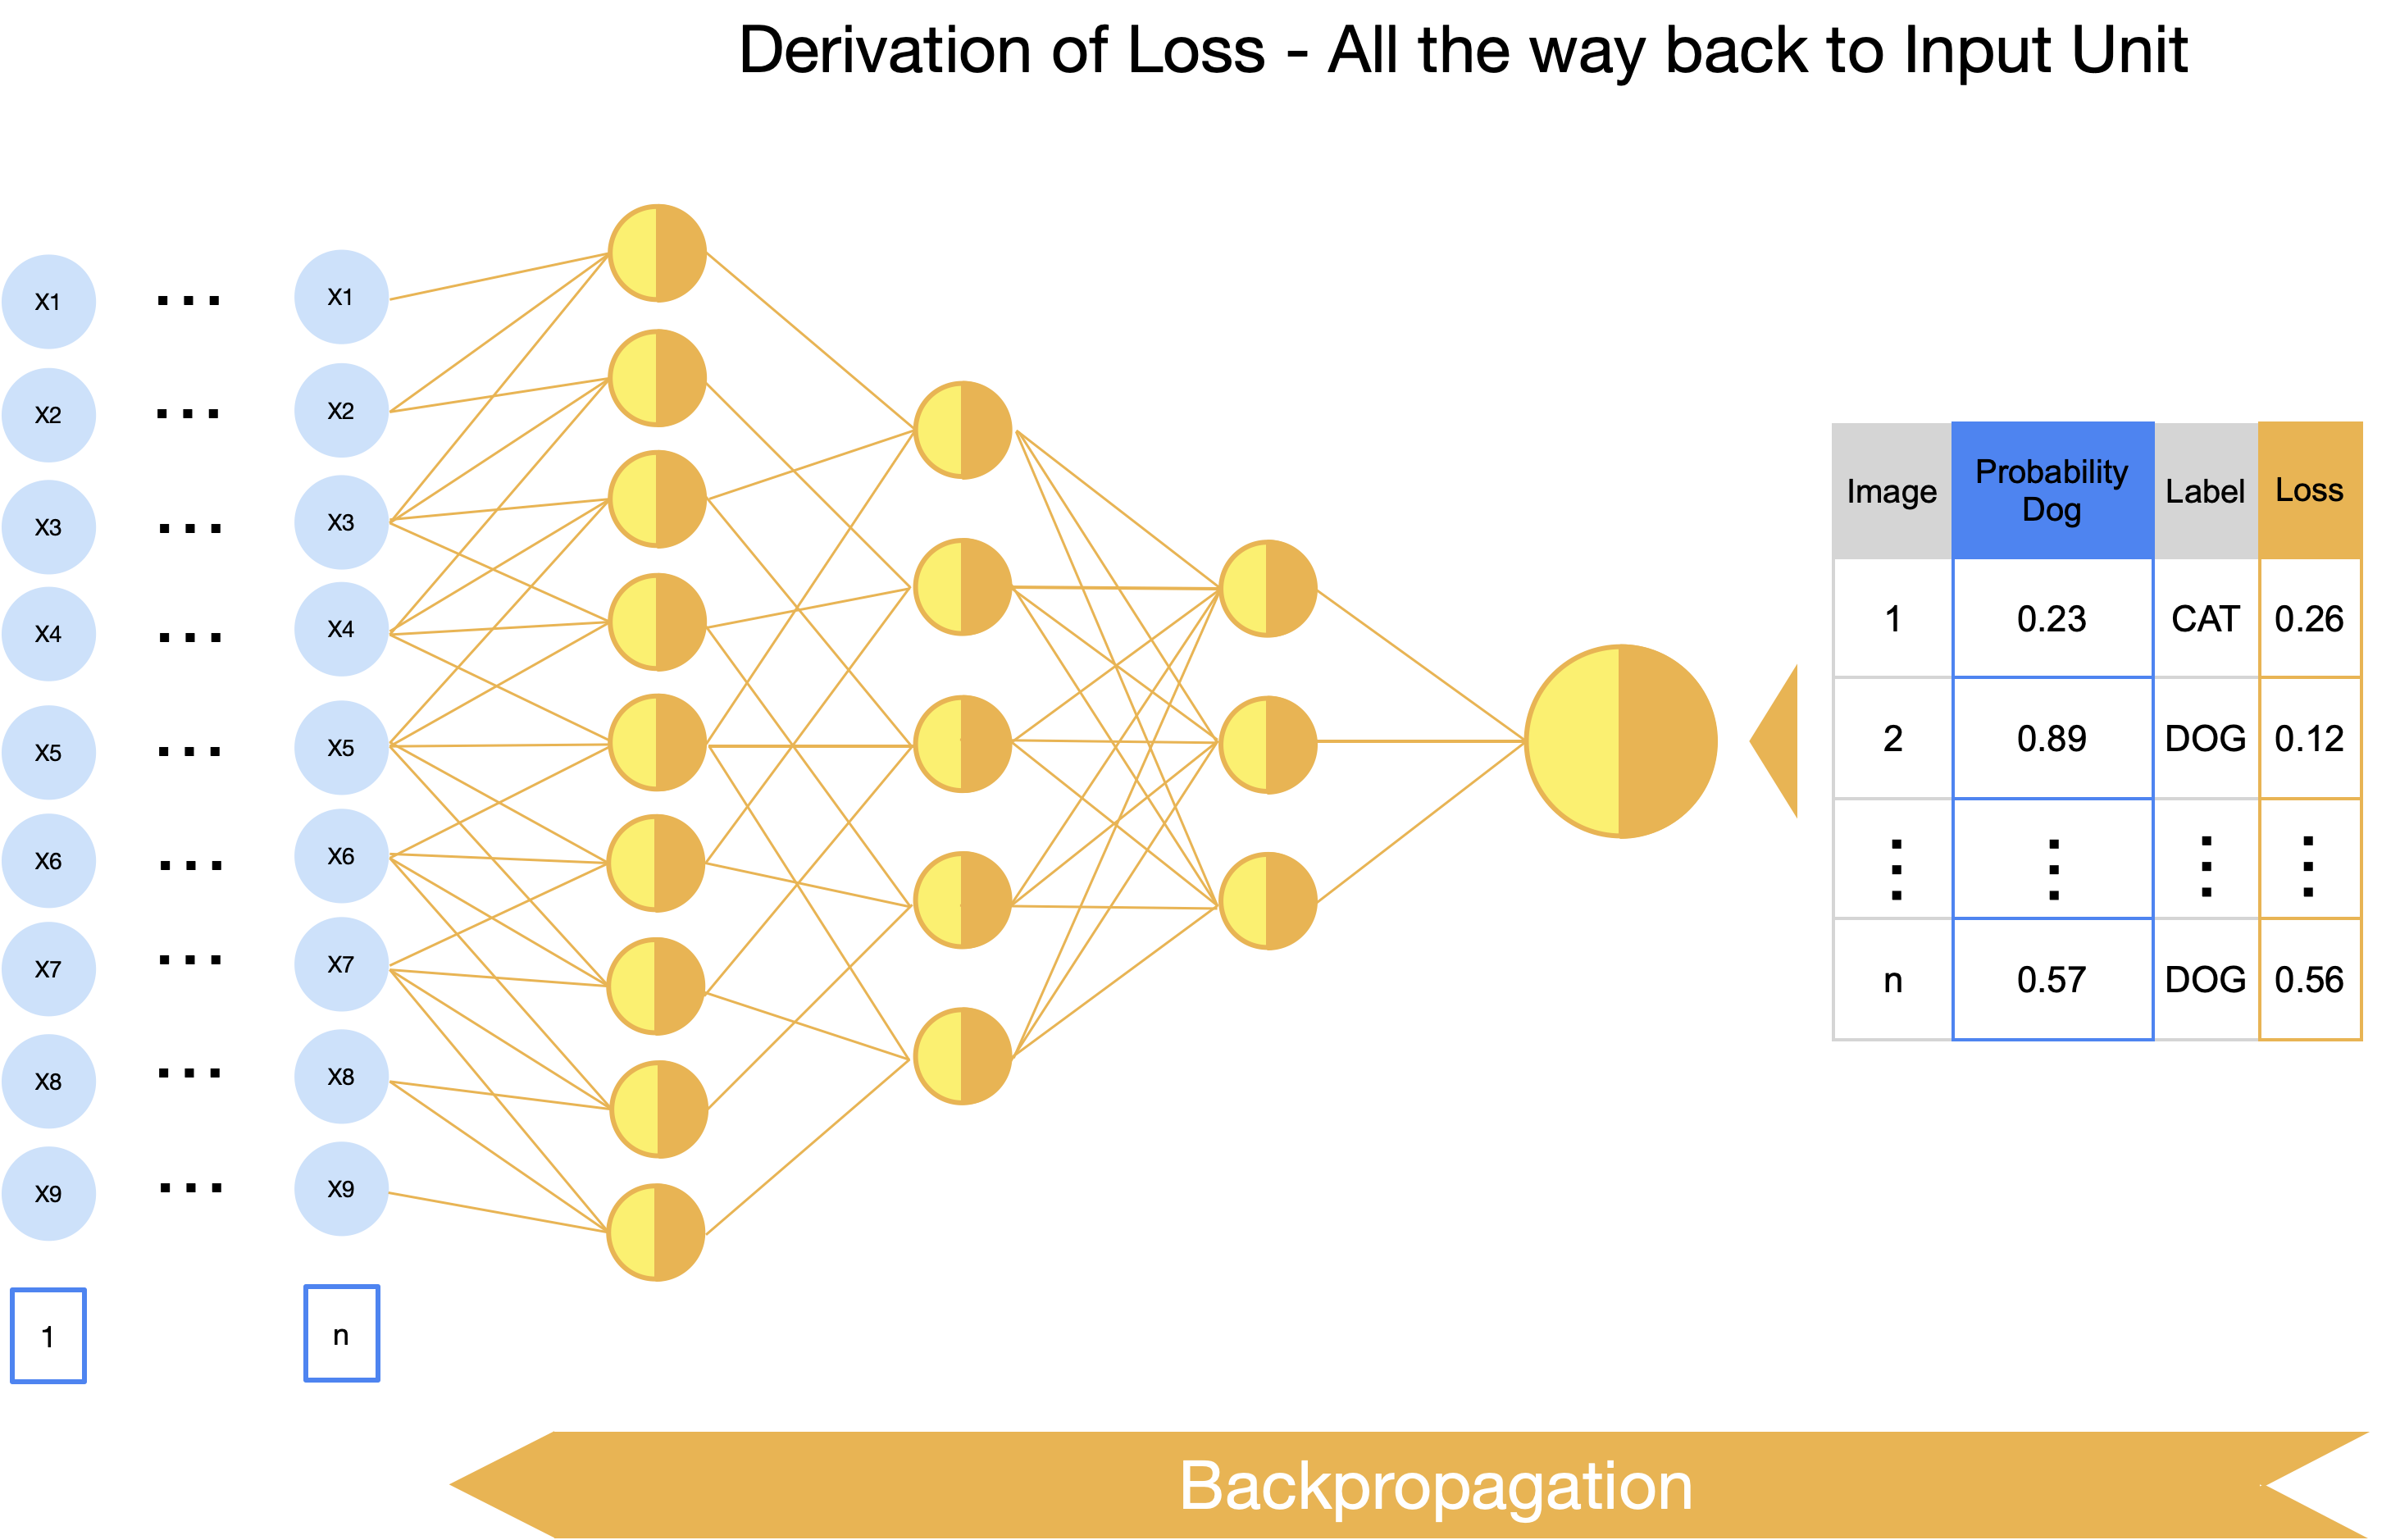 Derivation of Loss - All the way back to Input Unit
X1 ... X1
X2 ... X2
X3 ... X3
X4 ... X4
X5 ... X5
X6 ... X6
X7 ... X7
X8 ... X8
X9 ... X9
1 ... n
Image Probability Dog Label Loss
1 0.23 CAT 0.26
2 0.89 DOG 0.12
⋮ ⋮ ⋮ ⋮
n 0.57 DOG 0.56
Backpropagation